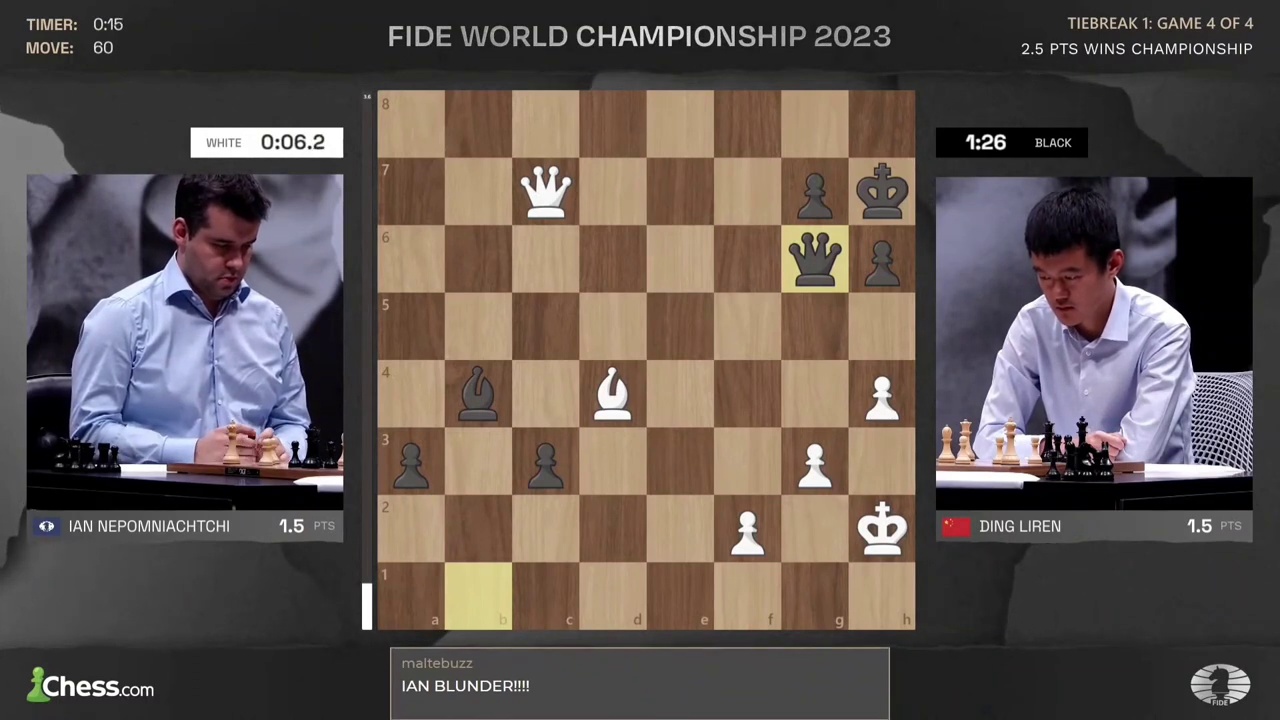 TIMER: 0:15
MOVE: 60
FIDE WORLD CHAMPIONSHIP 2023
TIEBREAK 1: GAME 4 OF 4
2.5 PTS WINS CHAMPIONSHIP
WHITE 0:06.2
1:26 BLACK
8
7
6
5
4
3
2
1
a b c d e f g h
IAN NEPOMNIACHTCHI 1.5 PTS
DING LIREN 1.5 PTS
maltebuzz
IAN BLUNDER!!!!
Chess.com
FIDE